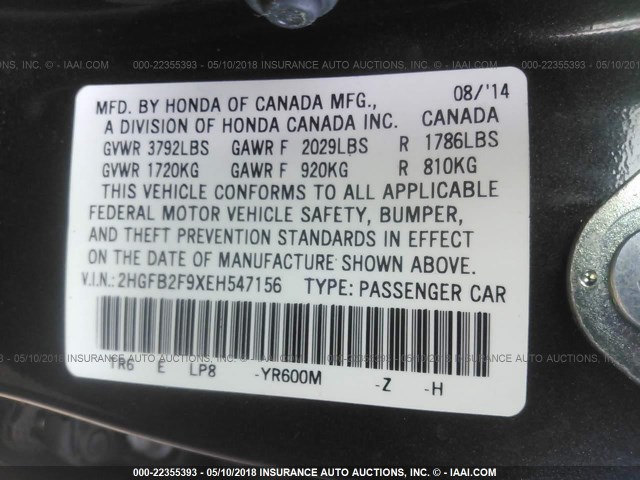 000-22355393 - 05/10/2018 INSURANCE AUTO AUCTIONS, INC. - © IAAI.COM
MFD. BY HONDA OF CANADA MFG., 08/'14
A DIVISION OF HONDA CANADA INC. CANADA
GVWR 3792LBS GAWR F 2029LBS R 1786LBS
GVWR 1720KG GAWR F 920KG R 810KG
THIS VEHICLE CONFORMS TO ALL APPLICABLE
FEDERAL MOTOR VEHICLE SAFETY, BUMPER,
AND THEFT PREVENTION STANDARDS IN EFFECT
ON THE DATE OF MANUFACTURE SHOWN ABOVE.
V.I.N.: 2HGFB2F9XEH547156 TYPE: PASSENGER CAR
TR6 E LP8 -YR600M -Z -H
000-22355393 - 05/10/2018 INSURANCE AUTO AUCTIONS, INC. - © IAAI.COM